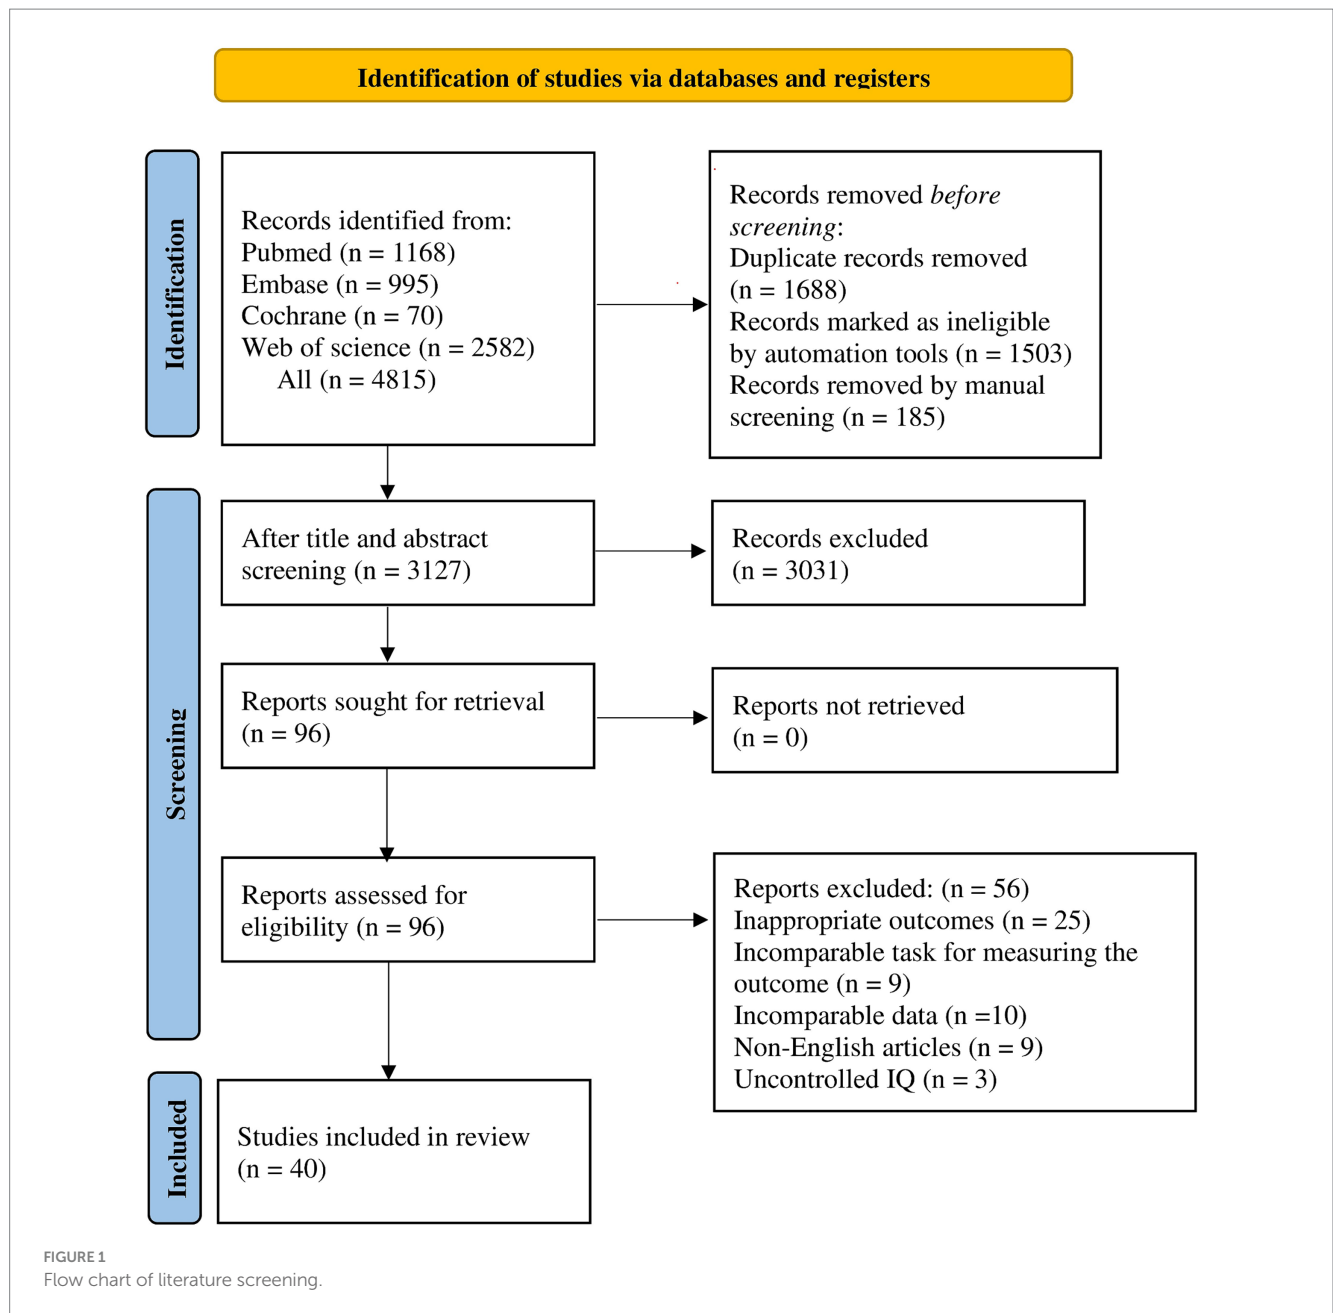 Identification of studies via databases and registers
Identification
Records identified from:
Pubmed (n = 1168)
Embase (n = 995)
Cochrane (n = 70)
Web of science (n = 2582)
All (n = 4815)
Records removed before
screening:
Duplicate records removed
(n = 1688)
Records marked as ineligible
by automation tools (n = 1503)
Records removed by manual
screening (n = 185)
Screening
After title and abstract
screening (n = 3127)
Records excluded
(n = 3031)
Reports sought for retrieval
(n = 96)
Reports not retrieved
(n = 0)
Reports assessed for
eligibility (n = 96)
Reports excluded: (n = 56)
Inappropriate outcomes (n = 25)
Incomparable task for measuring the
outcome (n = 9)
Incomparable data (n =10)
Non-English articles (n = 9)
Uncontrolled IQ (n = 3)
Included
Studies included in review
(n = 40)
FIGURE 1
Flow chart of literature screening.